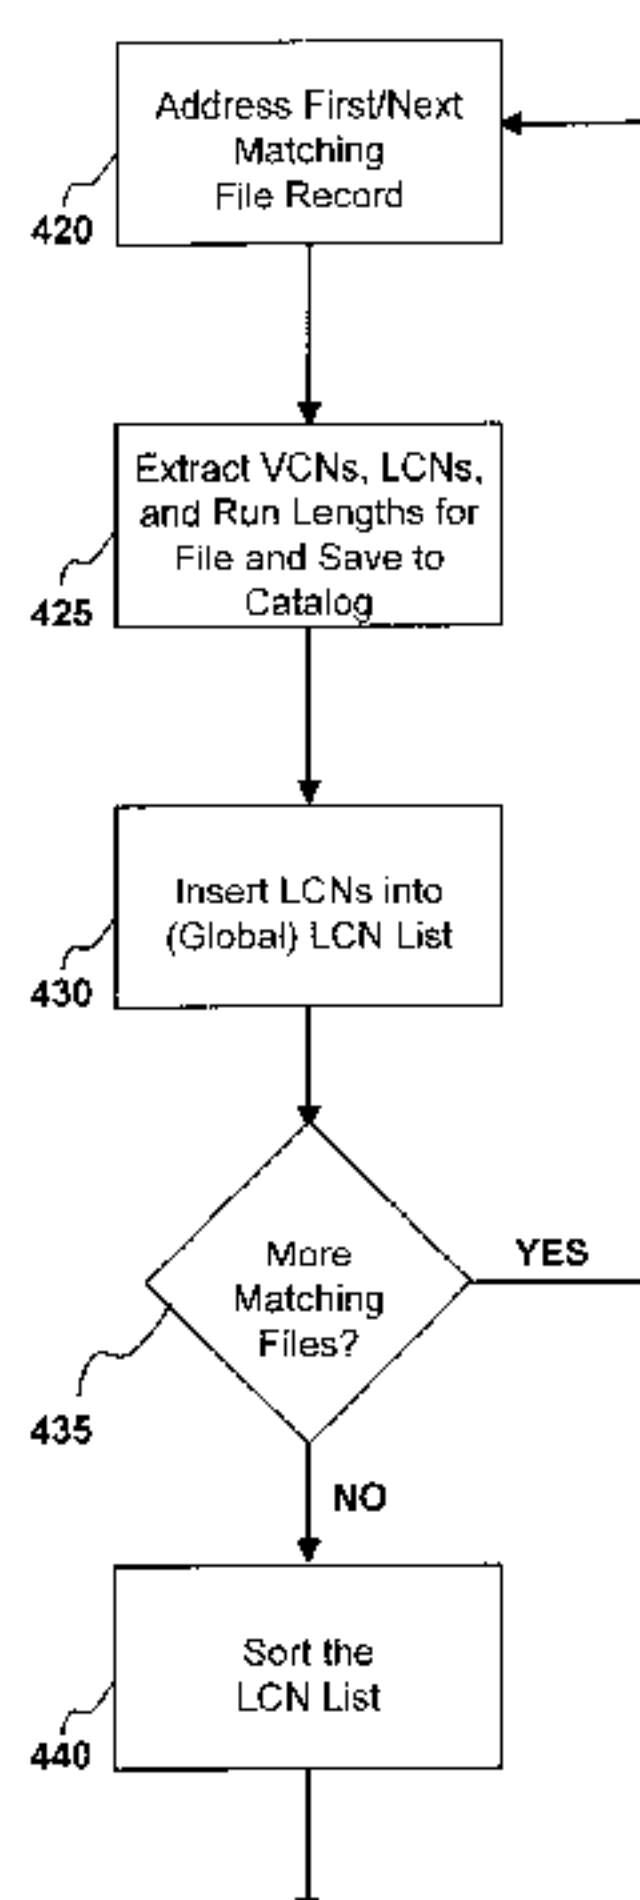 Address First/Next
Matching
File Record
420
Extract VCNs, LCNs,
and Run Lengths for
File and Save to
Catalog
425
Insert LCNs into
(Global) LCN List
430
More
Matching
Files?
YES
435
NO
Sort the
LCN List
440